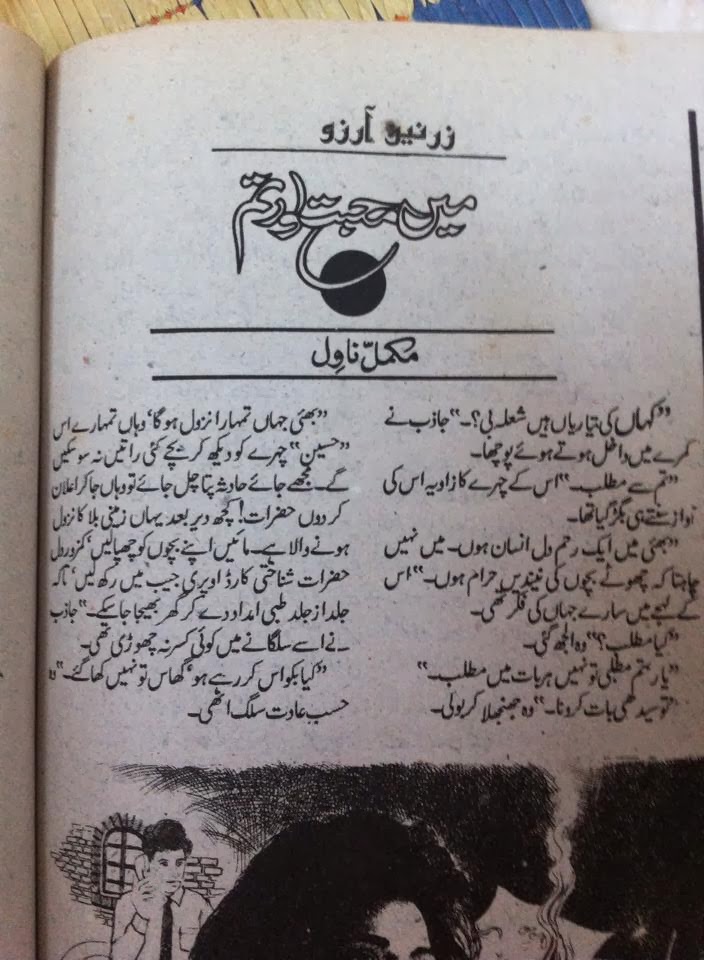 زرنین آرزو
میں محبت اور تم
مکمل ناول
”کہاں کی تیاریاں ہیں شعلہ بی؟۔“ جاذب نے
کمرے میں داخل ہوتے ہوئے پوچھا۔
”تم سے مطلب۔“ اس کے چہرے کا زاویہ اس کی
آواز سنتے ہی بگڑ گیا تھا۔
”بھئی میں ایک رحم دل انسان ہوں۔ میں نہیں
چاہتا کہ چھوٹے بچوں کی نیندیں حرام ہوں۔“ اس
کے لہجے میں سارے جہاں کی فکر تھی۔
”کیا مطلب؟“ وہ الجھ گئی۔
”یار تم مطلبی تو نہیں ہر بات میں مطلب۔“
”تو سیدھی بات کرو نا۔“ وہ جھنجھلا کر بولی۔
”بھئی جہاں تمہارا نزول ہوگا‘ وہاں تمہارے اس
”حسین“ چہرے کو دیکھ کر بچے کئی راتیں نہ سو سکیں
گے۔ مجھے جائے حادثہ پتا چل جائے تو وہاں جا کر اعلان
کر دوں حضرات! کچھ دیر بعد یہاں زمینی بلا کا نزول
ہونے والا ہے۔ مائیں اپنے بچوں کو چھپا لیں‘ کمزور دل
حضرات شناختی کارڈ اوپری جیب میں رکھ لیں‘ تاکہ
جلد از جلد طبی امداد دے کر گھر بھیجا جا سکے۔“ جاذب
نے اسے سلگانے میں کوئی کسر نہ چھوڑی تھی۔
”کیا بکواس کر رہے ہو‘ گھاس تو نہیں کھا گئے۔“ وہ
حسب عادت سلگ اٹھی۔